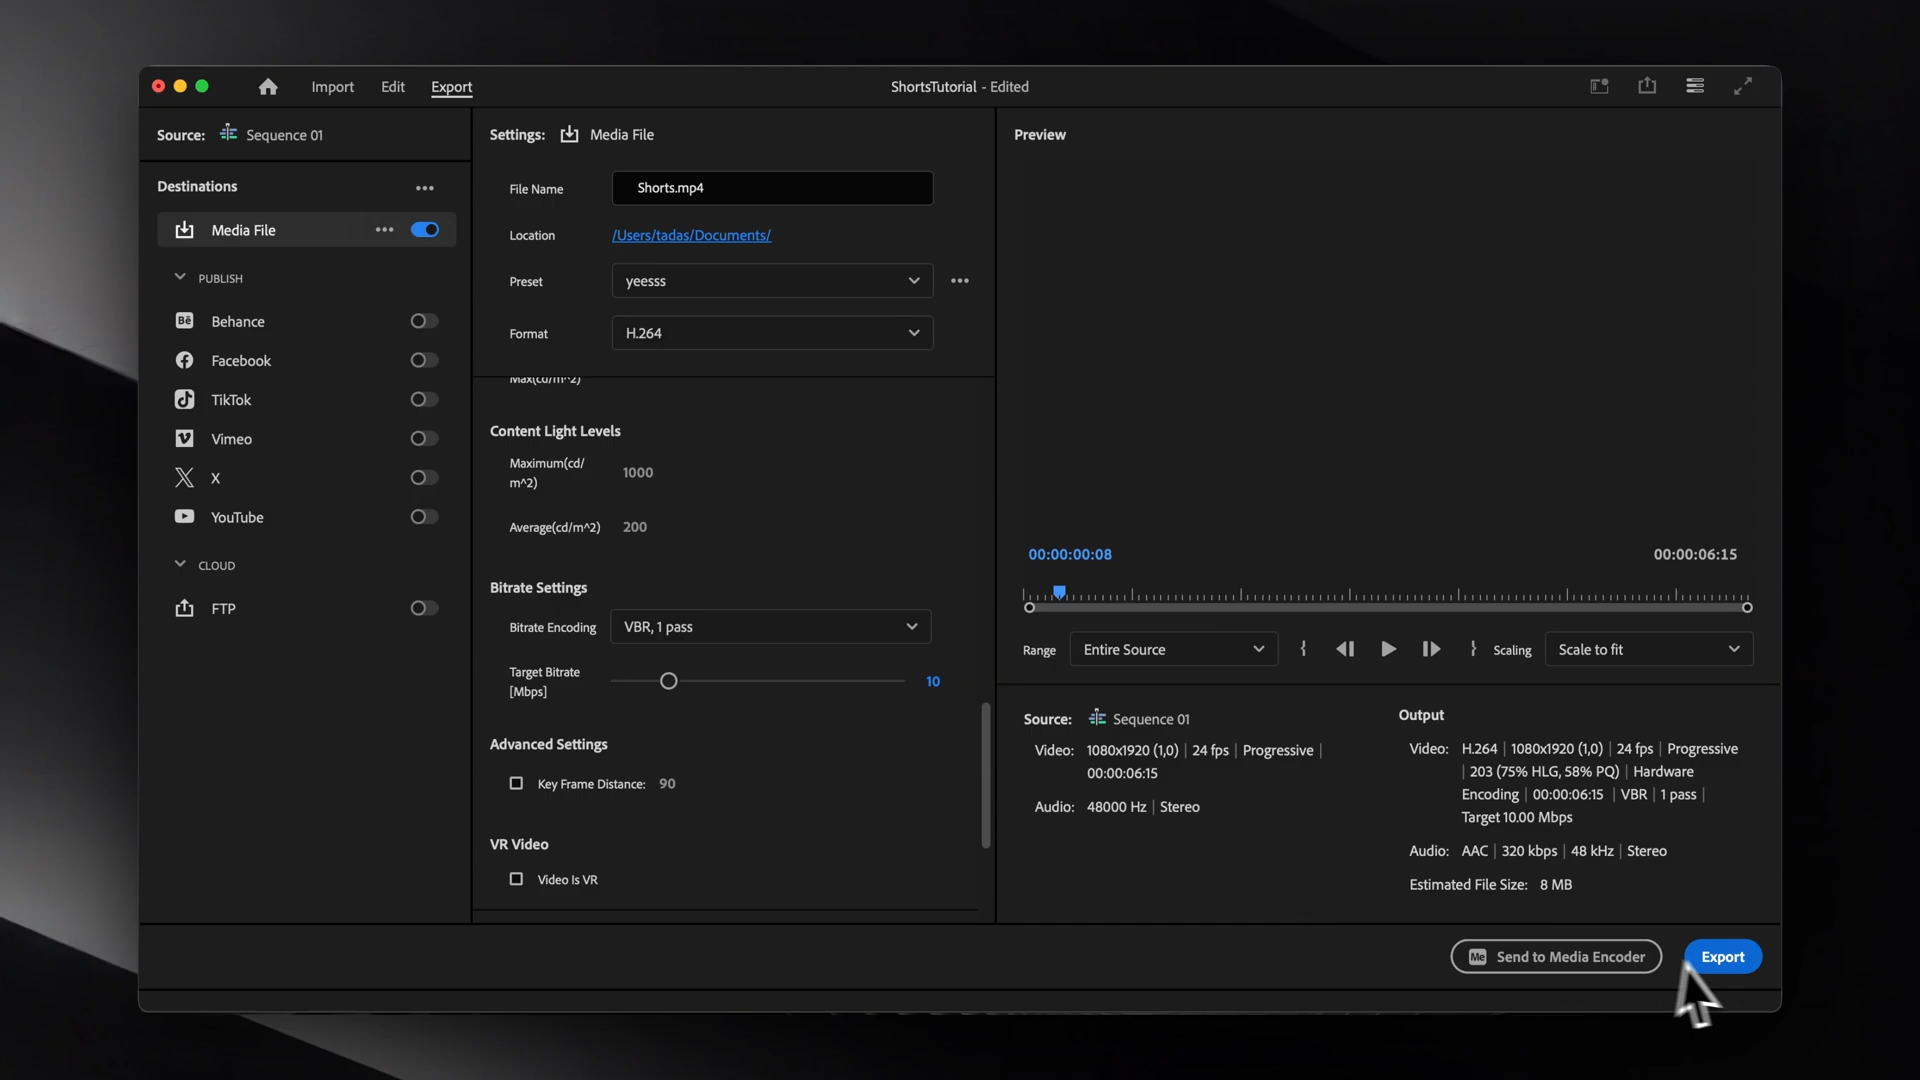 Import
Edit
Export
ShortsTutorial - Edited
Source: Sequence 01
Destinations
Media File
PUBLISH
Bē Behance
Facebook
TikTok
Vimeo
X
YouTube
CLOUD
FTP
Settings: Media File
File Name Shorts.mp4
Location /Users/tadas/Documents/
Preset yeesss
Format H.264
Max(cd/m^2)
Content Light Levels
Maximum(cd/
m^2) 1000
Average(cd/m^2) 200
Bitrate Settings
Bitrate Encoding VBR, 1 pass
Target Bitrate
[Mbps] 10
Advanced Settings
Key Frame Distance: 90
VR Video
Video Is VR
Preview
00:00:00:08 00:00:06:15
Range Entire Source Scaling Scale to fit
Source: Sequence 01
Video: 1080x1920 (1,0) | 24 fps | Progressive |
00:00:06:15
Audio: 48000 Hz | Stereo
Output
Video: H.264 | 1080x1920 (1,0) | 24 fps | Progressive
| 203 (75% HLG, 58% PQ) | Hardware
Encoding | 00:00:06:15 | VBR | 1 pass |
Target 10.00 Mbps
Audio: AAC | 320 kbps | 48 kHz | Stereo
Estimated File Size: 8 MB
Me Send to Media Encoder
Export